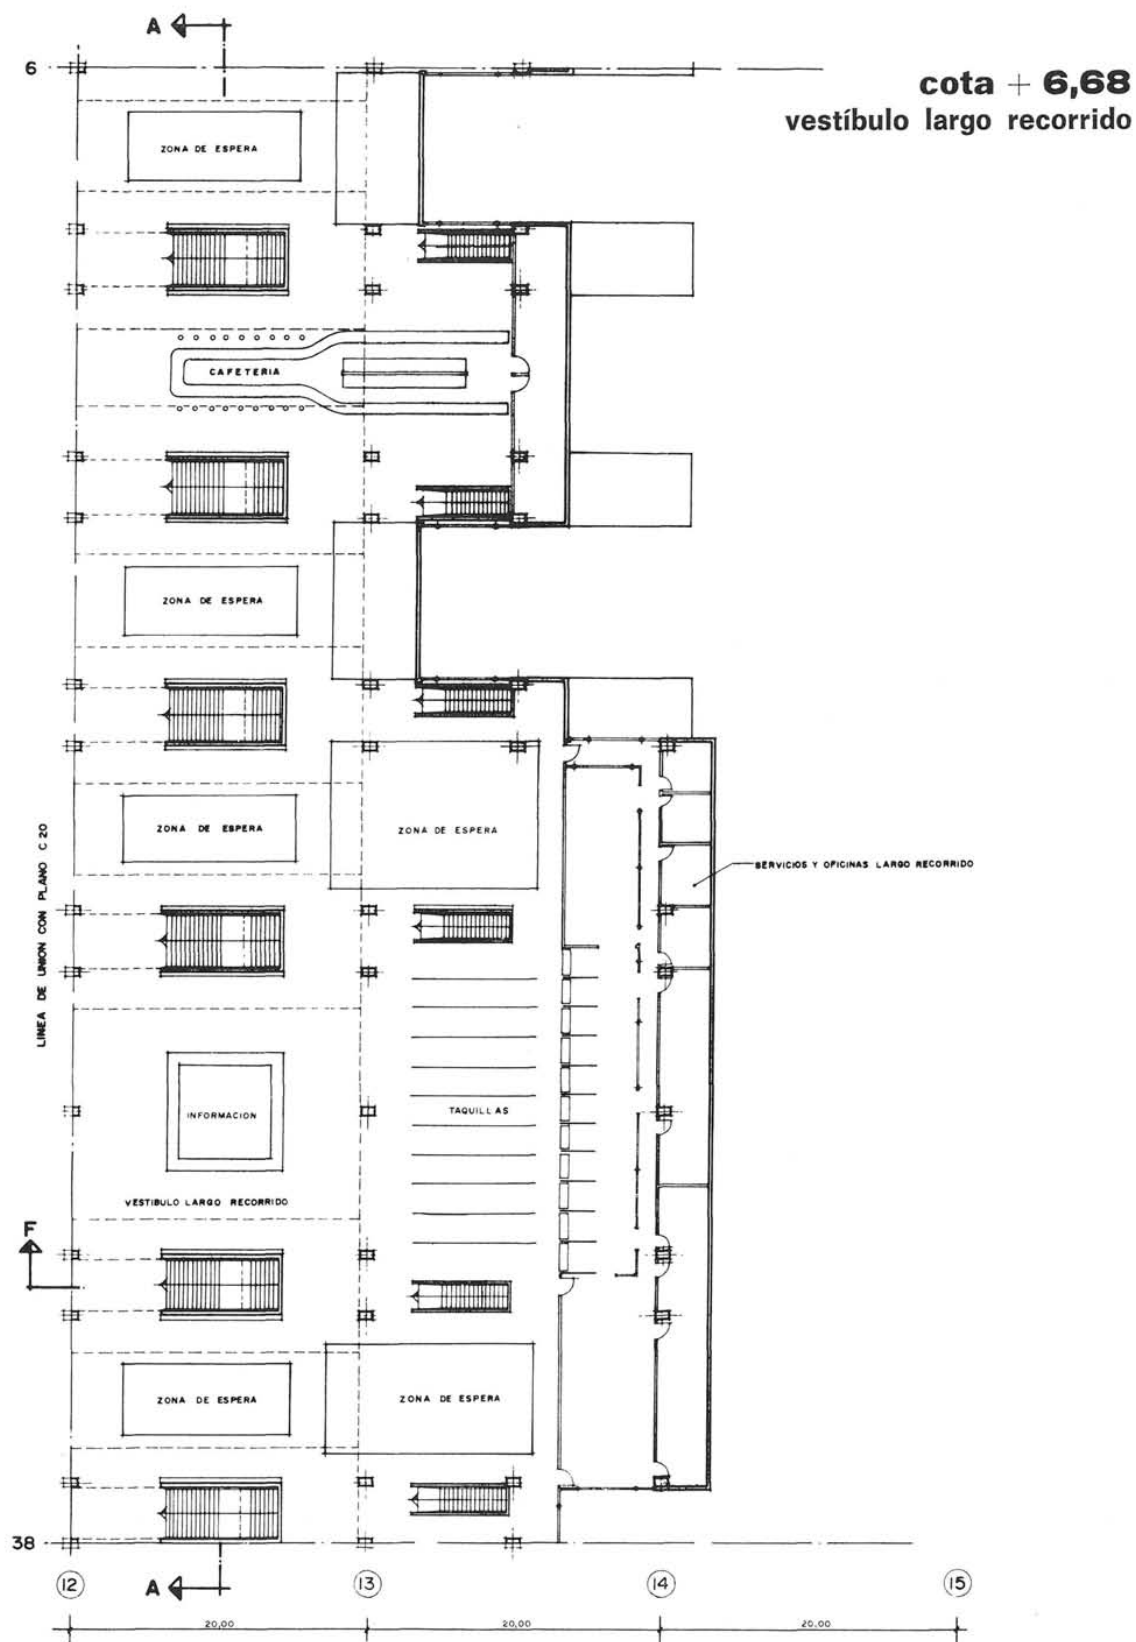 A
6
cota + 6,68
vestíbulo largo recorrido
ZONA DE ESPERA
CAFETERIA
ZONA DE ESPERA
ZONA DE ESPERA
ZONA DE ESPERA
SERVICIOS Y OFICINAS LARGO RECORRIDO
LINEA DE UNION CON PLANO C 20
INFORMACION
TAQUILLAS
VESTIBULO LARGO RECORRIDO
F
ZONA DE ESPERA
ZONA DE ESPERA
38
12
A
13
14
15
20,00
20,00
20,00